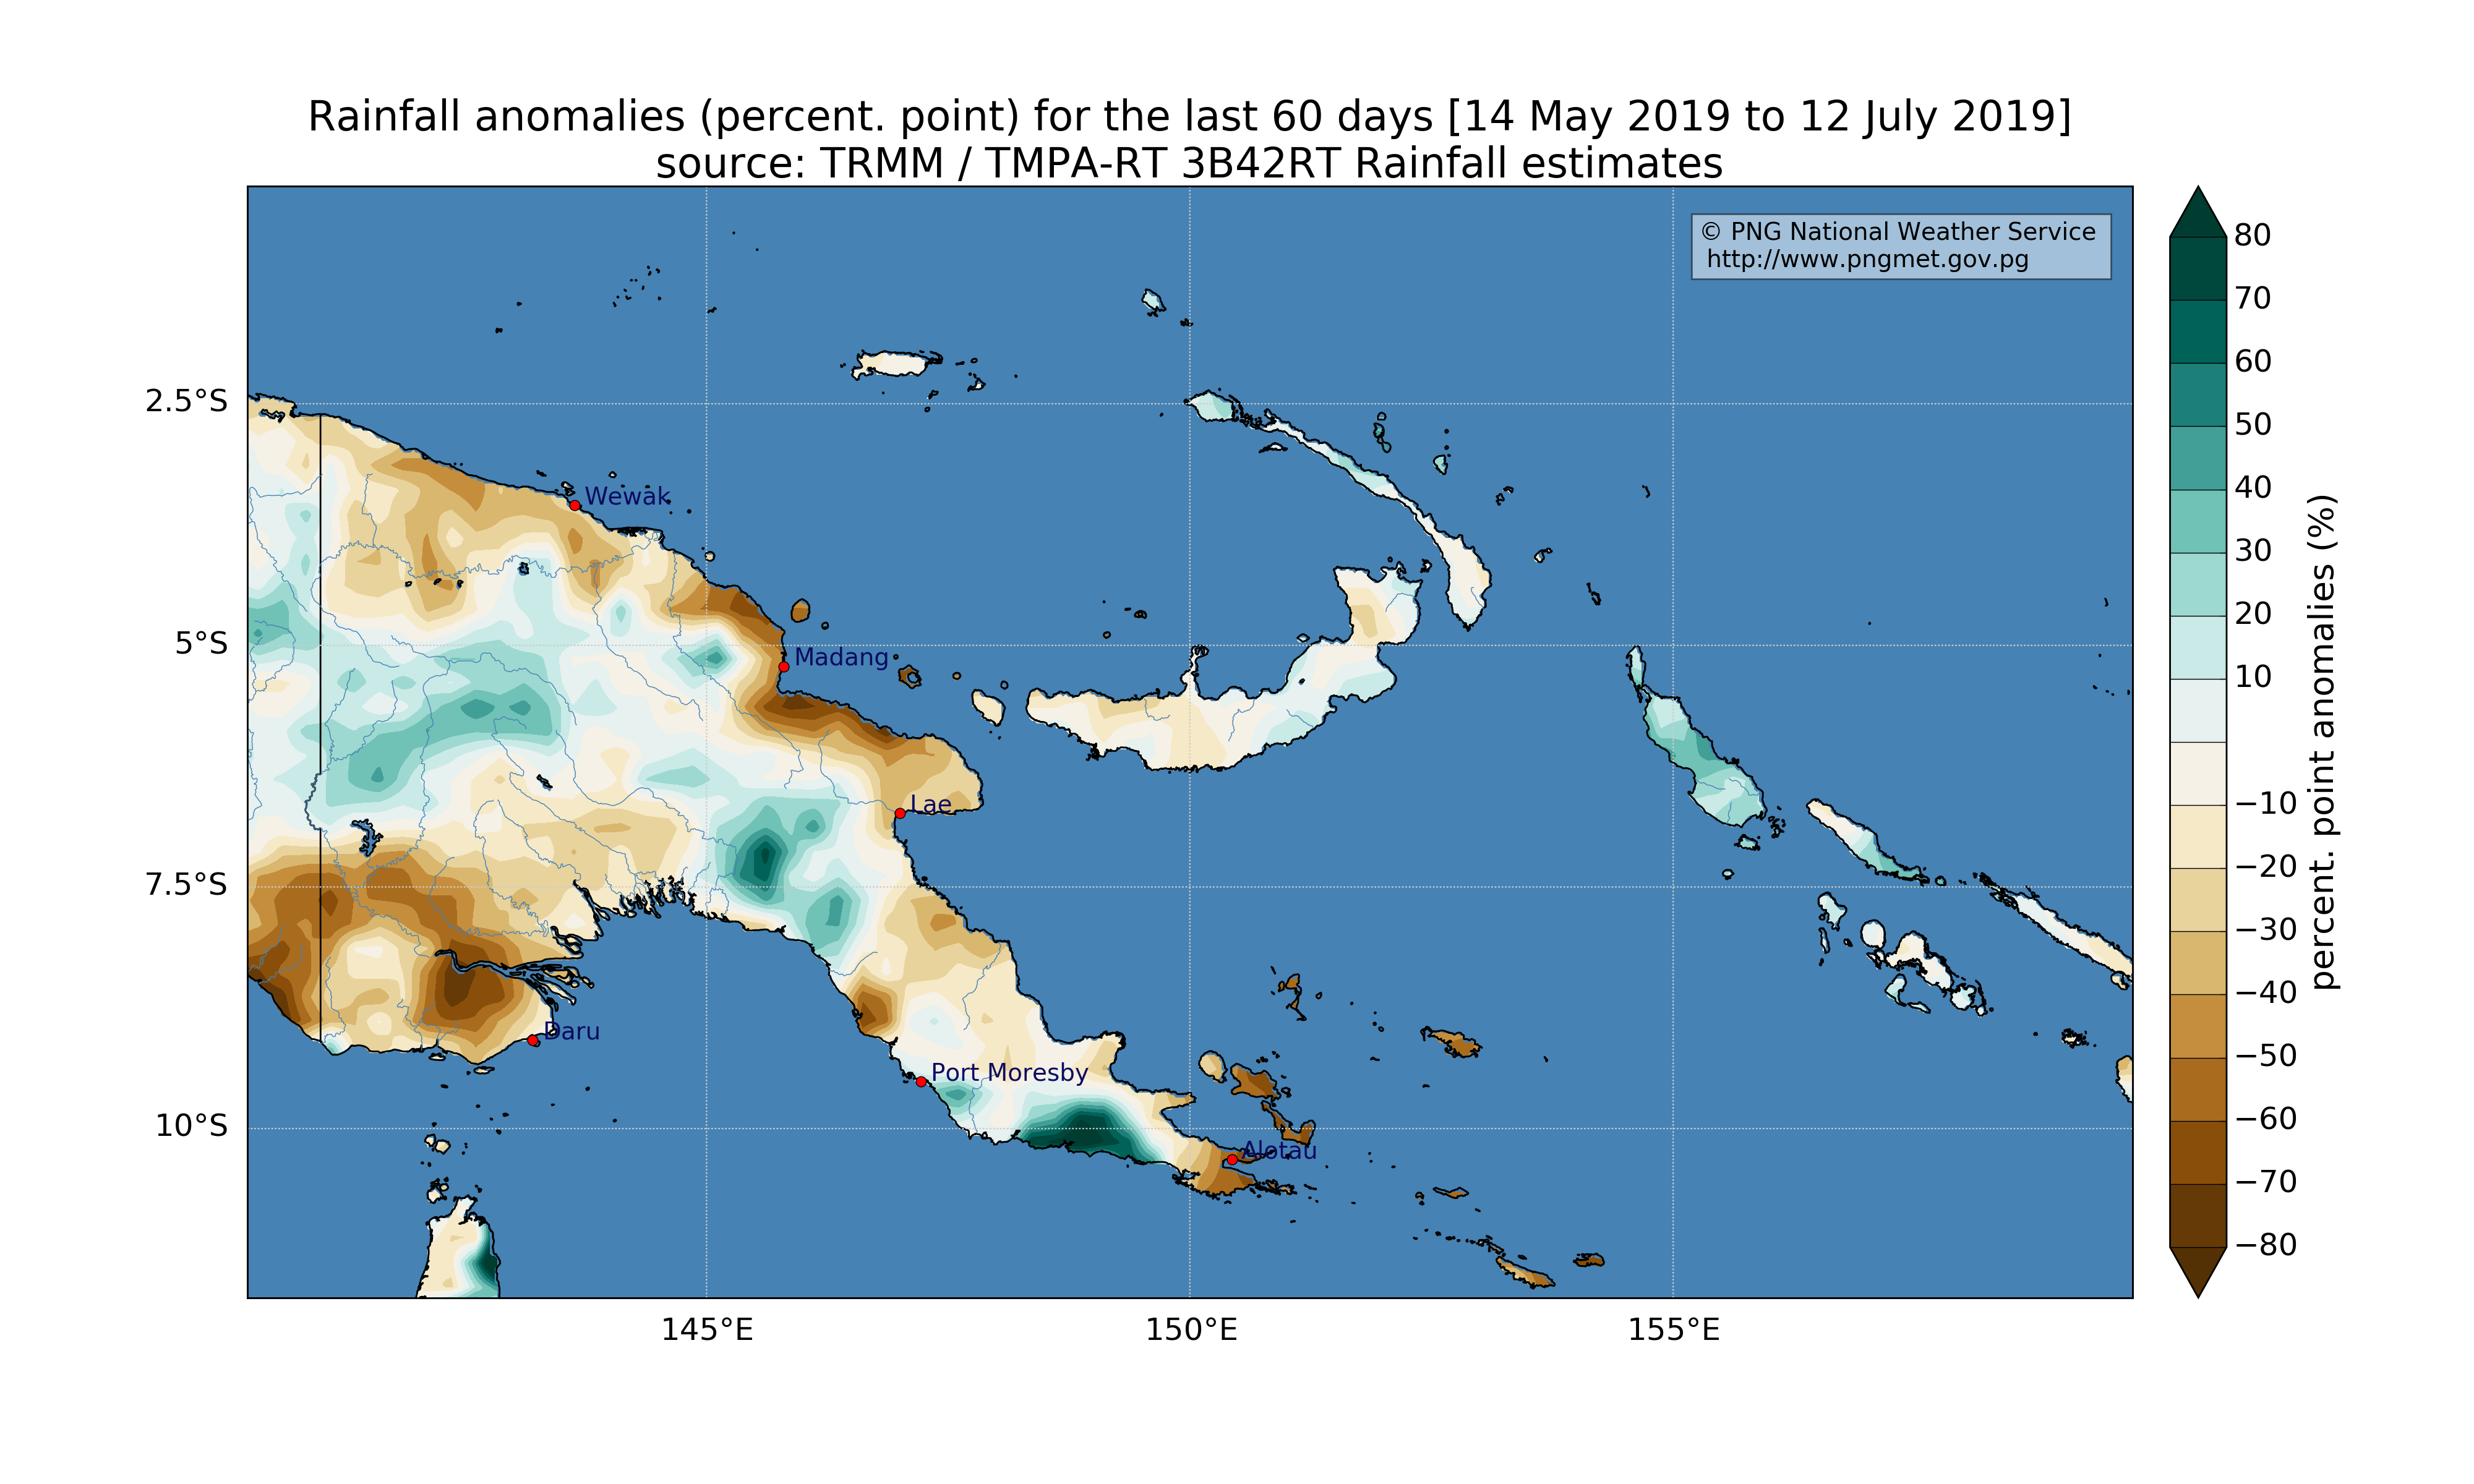 Rainfall anomalies (percent. point) for the last 60 days [14 May 2019 to 12 July 2019]
source: TRMM / TMPA-RT 3B42RT Rainfall estimates
© PNG National Weather Service
http://www.pngmet.gov.pg
2.5°S
5°S
7.5°S
10°S
Wewak
Madang
Lae
Daru
Port Moresby
Alotau
145°E
150°E
155°E
80
70
60
50
40
30
20
10
−10
−20
−30
−40
−50
−60
−70
−80
percent. point anomalies (%)